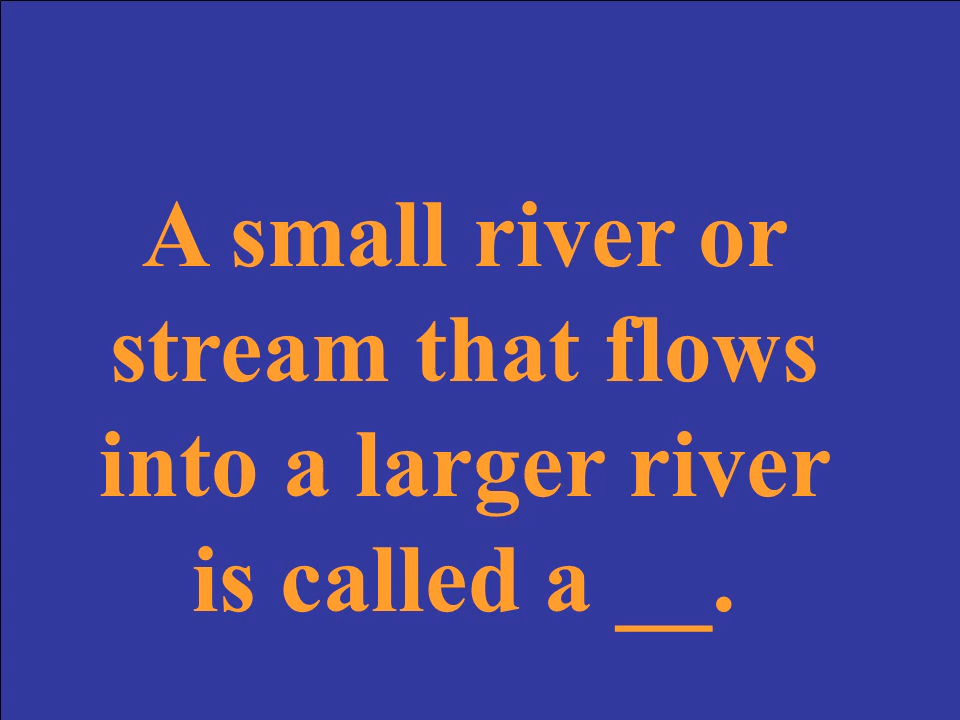 A small river or
stream that flows
into a larger river
is called a __.